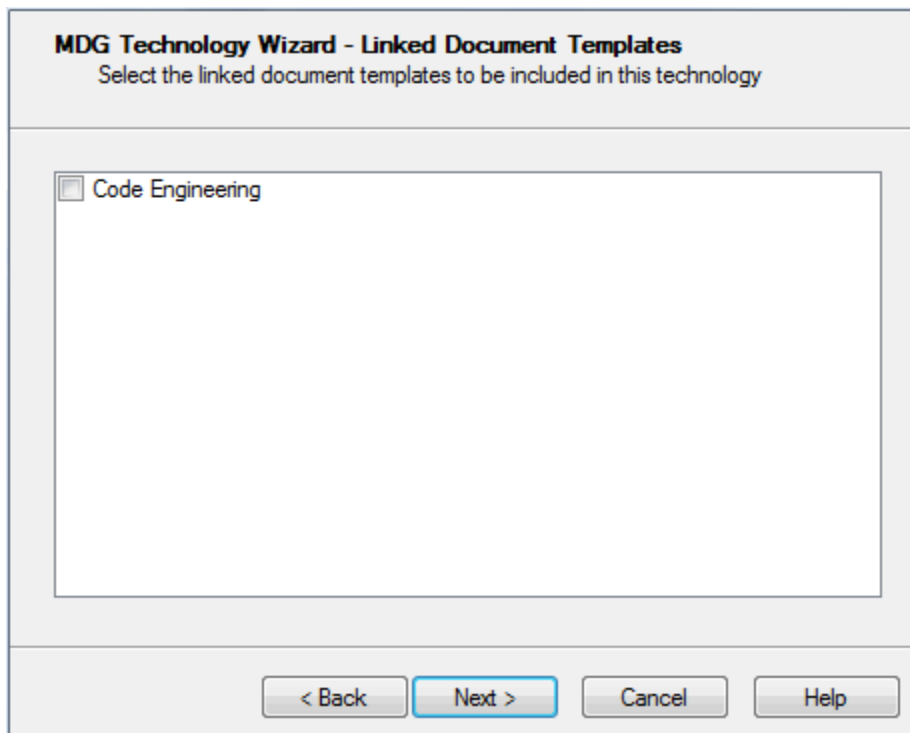 MDG Technology Wizard - Linked Document Templates
Select the linked document templates to be included in this technology
Code Engineering
< Back Next > Cancel Help